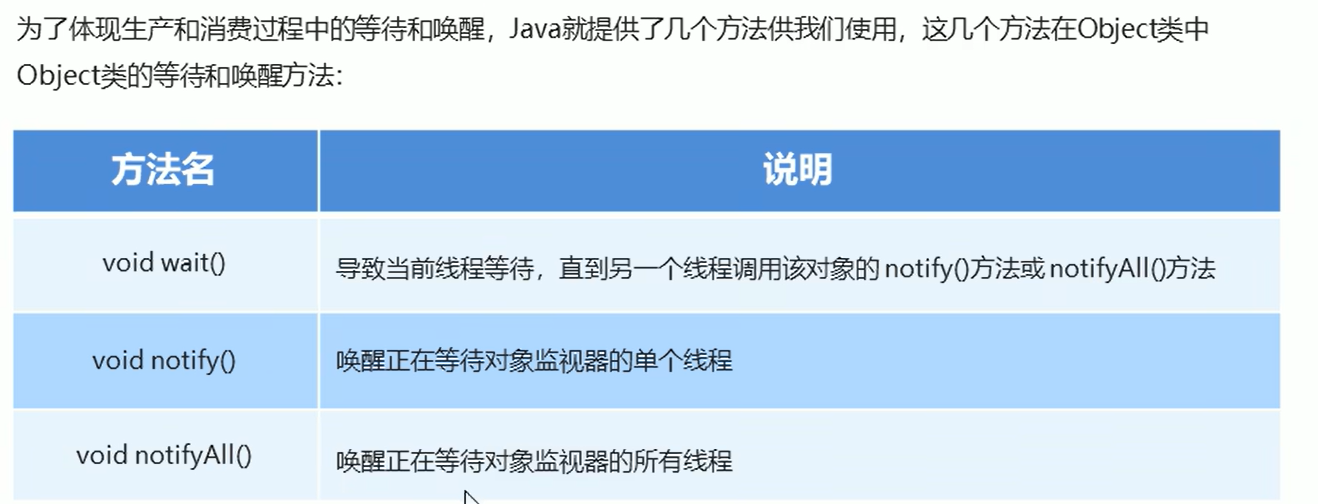 为了体现生产和消费过程中的等待和唤醒，Java就提供了几个方法供我们使用，这几个方法在Object类中
Object类的等待和唤醒方法：
方法名 说明
void wait() 导致当前线程等待，直到另一个线程调用该对象的 notify()方法或 notifyAll()方法
void notify() 唤醒正在等待对象监视器的单个线程
void notifyAll() 唤醒正在等待对象监视器的所有线程